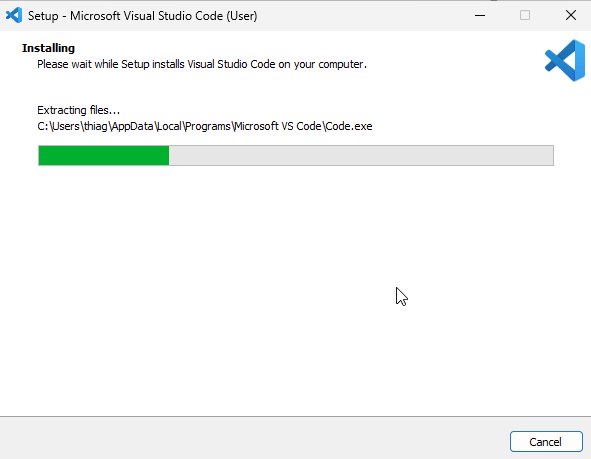 Setup - Microsoft Visual Studio Code (User)
Installing
Please wait while Setup installs Visual Studio Code on your computer.
Extracting files...
C:\Users\thiag\AppData\Local\Programs\Microsoft VS Code\Code.exe
Cancel